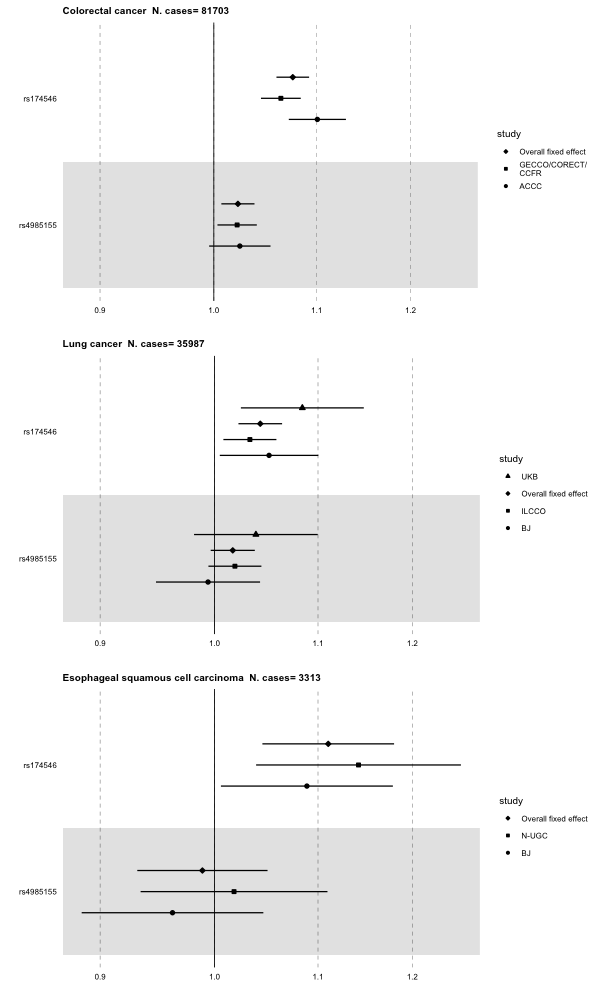 Colorectal cancer  N. cases= 81703
rs174546
rs4985155
0.9
1.0
1.1
1.2
study
Overall fixed effect
GECCO/CORECT/
CCFR
ACCC
Lung cancer  N. cases= 35987
rs174546
rs4985155
0.9
1.0
1.1
1.2
study
UKB
Overall fixed effect
ILCCO
BJ
Esophageal squamous cell carcinoma  N. cases= 3313
rs174546
rs4985155
0.9
1.0
1.1
1.2
study
Overall fixed effect
N-UGC
BJ